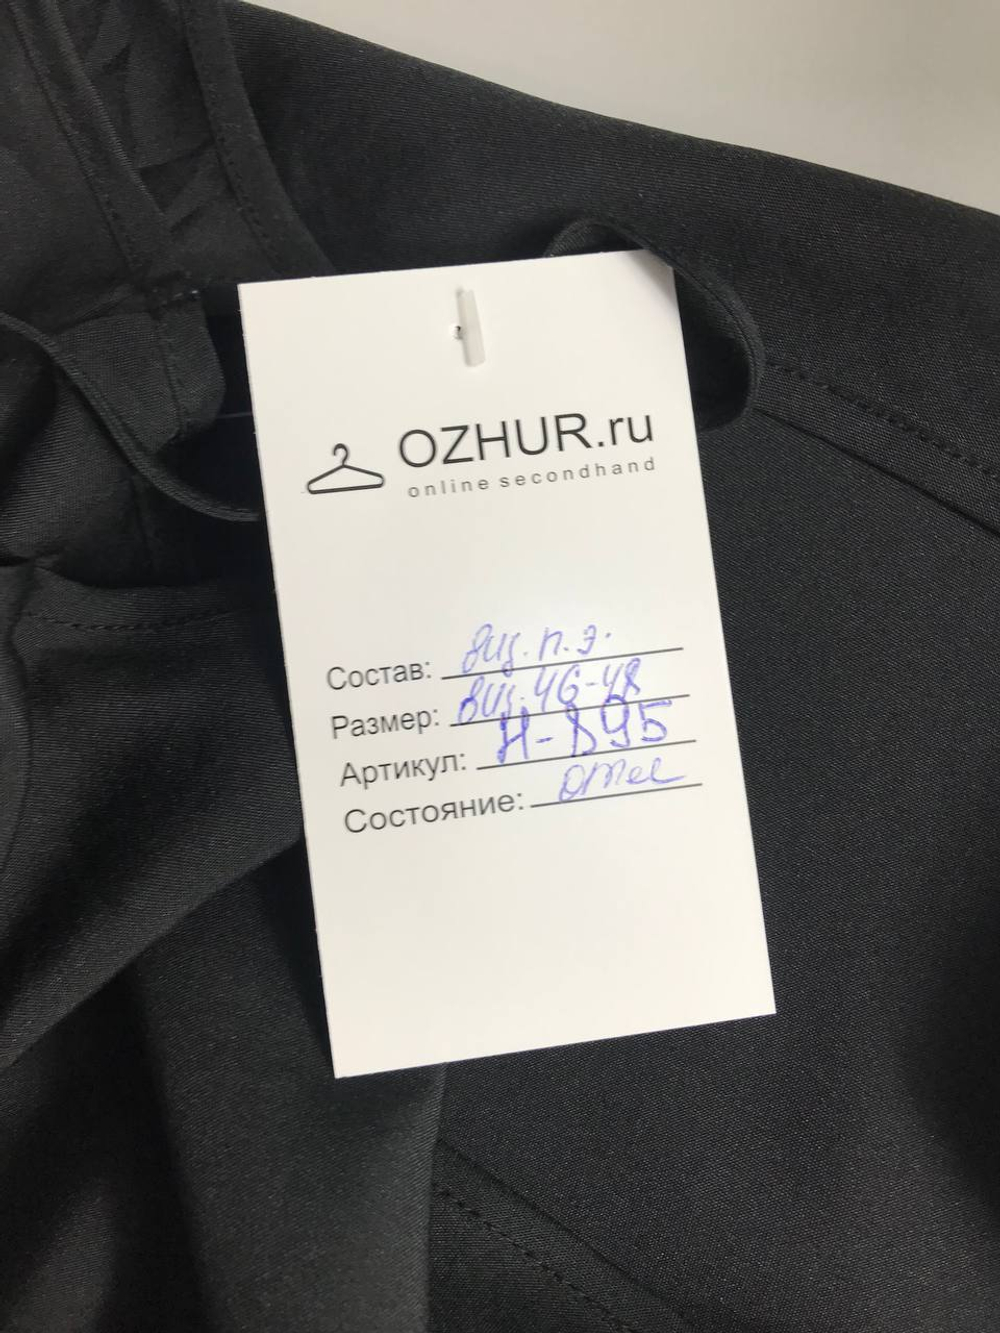 OZHUR.ru
online secondhand
Состав: виз. п.э.
Размер: виз. 46-48
Артикул: Н-895
Состояние: отл